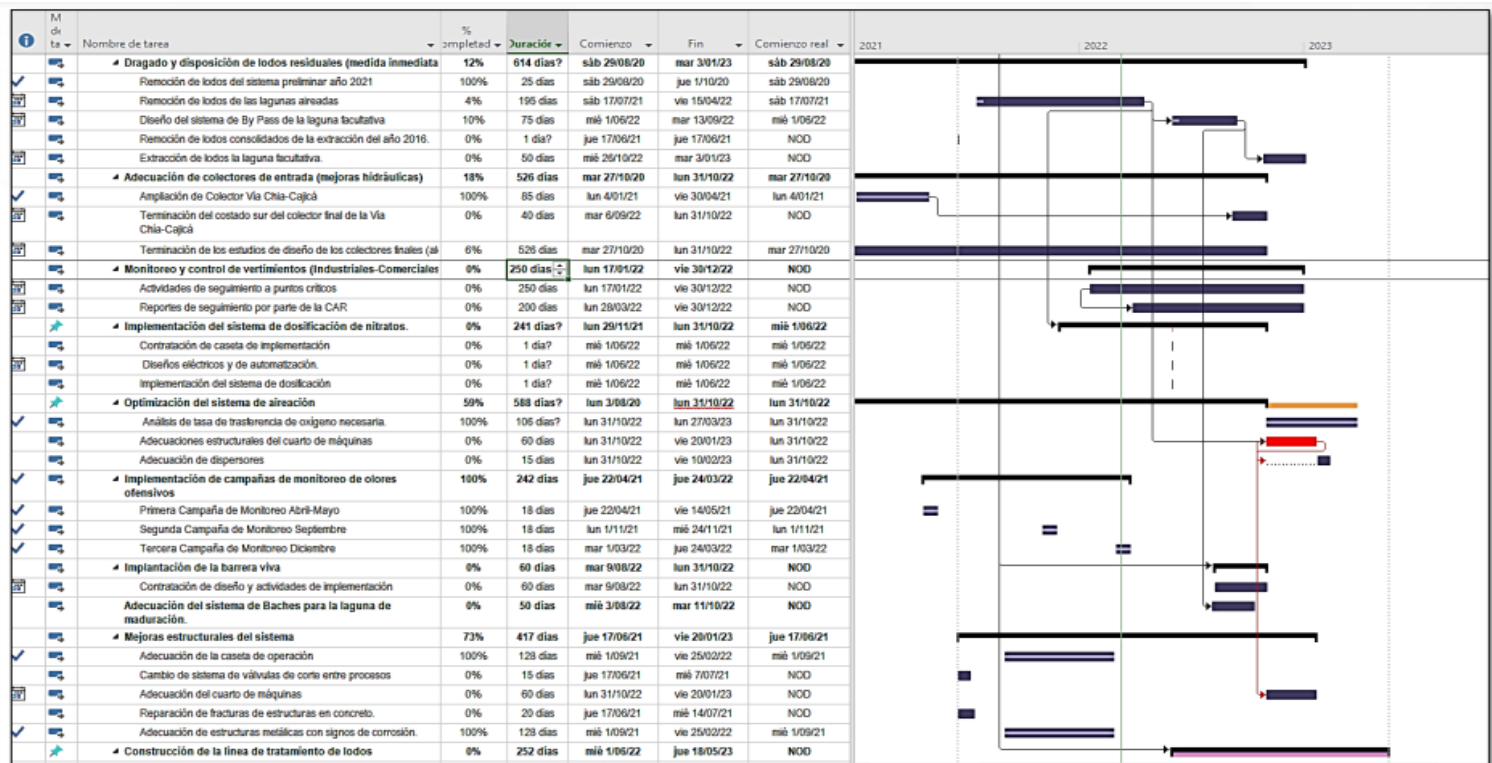 M
de
ta Nombre de tarea % ompletad Duración Comienzo Fin Comienzo real 2021 2022 2023
Dragado y disposición de lodos residuales (medida inmediata 12% 614 días? sáb 29/08/20 mar 3/01/23 sáb 29/08/20
Remoción de lodos del sistema preliminar año 2021 100% 25 días sáb 29/08/20 jue 1/10/20 sáb 29/08/20
Remoción de lodos de las lagunas aireadas 4% 195 días sáb 17/07/21 vie 15/04/22 sáb 17/07/21
Diseño del sistema de By Pass de la laguna facultativa 10% 75 días mié 1/06/22 mar 13/09/22 mié 1/06/22
Remoción de lodos consolidados de la extracción del año 2016. 0% 1 día? jue 17/06/21 jue 17/06/21 NOD
Extracción de lodos la laguna facultativa. 0% 50 días mié 26/10/22 mar 3/01/23 NOD
Adecuación de colectores de entrada (mejoras hidráulicas) 18% 526 días mar 27/10/20 lun 31/10/22 mar 27/10/20
Ampliación de Colector Vía Chia-Cajicá 100% 85 días lun 4/01/21 vie 30/04/21 lun 4/01/21
Terminación del costado sur del colector final de la Vía 0% 40 días mar 6/09/22 lun 31/10/22 NOD
Chía-Cajicá
Terminación de los estudios de diseño de los colectores finales (al 6% 526 días mar 27/10/20 lun 31/10/22 mar 27/10/20
Monitoreo y control de vertimientos (Industriales-Comerciales 0% 250 días lun 17/01/22 vie 30/12/22 NOD
Actividades de seguimiento a puntos críticos 0% 250 días lun 17/01/22 vie 30/12/22 NOD
Reportes de seguimiento por parte de la CAR 0% 200 días lun 28/03/22 vie 30/12/22 NOD
Implementación del sistema de dosificación de nitratos. 0% 241 días? lun 29/11/21 lun 31/10/22 mié 1/06/22
Contratación de caseta de implementación 0% 1 día? mié 1/06/22 mié 1/06/22 mié 1/06/22
Diseños eléctricos y de automatización. 0% 1 día? mié 1/06/22 mié 1/06/22 mié 1/06/22
Implementación del sistema de dosificación 0% 1 día? mié 1/06/22 mié 1/06/22 mié 1/06/22
Optimización del sistema de aireación 59% 588 días? lun 3/08/20 lun 31/10/22 lun 31/10/22
Análisis de tasa de trasferencia de oxígeno necesaria. 100% 106 días? lun 31/10/22 lun 27/03/23 lun 31/10/22
Adecuaciones estructurales del cuarto de máquinas 0% 60 días lun 31/10/22 vie 20/01/23 lun 31/10/22
Adecuación de dispersores 0% 15 días lun 31/10/22 vie 10/02/23 lun 31/10/22
Implementación de campañas de monitoreo de olores 100% 242 días jue 22/04/21 jue 24/03/22 jue 22/04/21
ofensivos
Primera Campaña de Monitoreo Abril-Mayo 100% 18 días jue 22/04/21 vie 14/05/21 jue 22/04/21
Segunda Campaña de Monitoreo Septiembre 100% 18 días lun 1/11/21 mié 24/11/21 lun 1/11/21
Tercera Campaña de Monitoreo Diciembre 100% 18 días mar 1/03/22 jue 24/03/22 mar 1/03/22
Implantación de la barrera viva 0% 60 días mar 9/08/22 lun 31/10/22 NOD
Contratación de diseño y actividades de implementación 0% 60 días mar 9/08/22 lun 31/10/22 NOD
Adecuación del sistema de Baches para la laguna de 0% 50 días mié 3/08/22 mar 11/10/22 NOD
maduración.
Mejoras estructurales del sistema 73% 417 días jue 17/06/21 vie 20/01/23 jue 17/06/21
Adecuación de la caseta de operación 100% 128 días mié 1/09/21 vie 25/02/22 mié 1/09/21
Cambio de sistema de válvulas de corte entre procesos 0% 15 días jue 17/06/21 mié 7/07/21 NOD
Adecuación del cuarto de máquinas 0% 60 días lun 31/10/22 vie 20/01/23 NOD
Reparación de fracturas de estructuras en concreto. 0% 20 días jue 17/06/21 mié 14/07/21 NOD
Adecuación de estructuras metálicas con signos de corrosión. 100% 128 días mié 1/09/21 vie 25/02/22 mié 1/09/21
Construcción de la línea de tratamiento de lodos 0% 252 días mié 1/06/22 jue 18/05/23 NOD